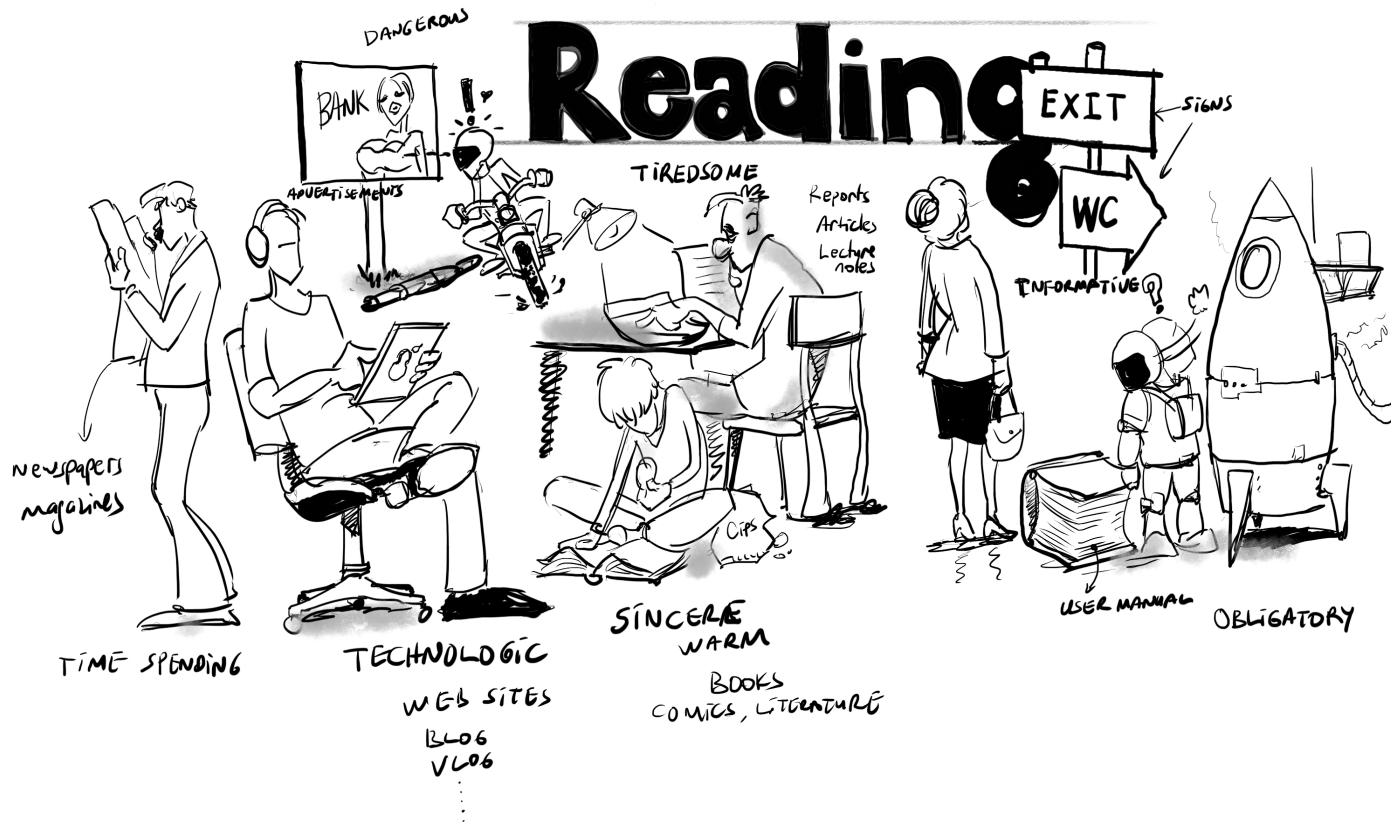 DANGEROUS
Reading
BANK
!
ADVERTISEMENTS
EXIT
SIGNS
WC
INFORMATIVE
?
TIREDSOME
Reports
Articles
Lecture
notes
Newspapers
magazines
TIME SPENDING
TECHNOLOGIC
WEB SITES
BLOG
VLOG
Cips
SINCERE
WARM
BOOKS
COMICS, LITERATURE
USER MANUAL
OBLIGATORY